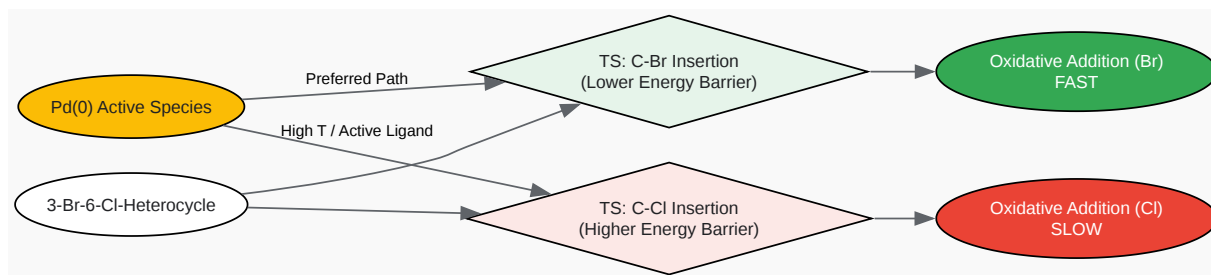 TS: C-Br Insertion
(Lower Energy Barrier)
Oxidative Addition (Br)
FAST
Preferred Path
Pd(0) Active Species
High T / Active Ligand
3-Br-6-Cl-Heterocycle
TS: C-Cl Insertion
(Higher Energy Barrier)
Oxidative Addition (Cl)
SLOW